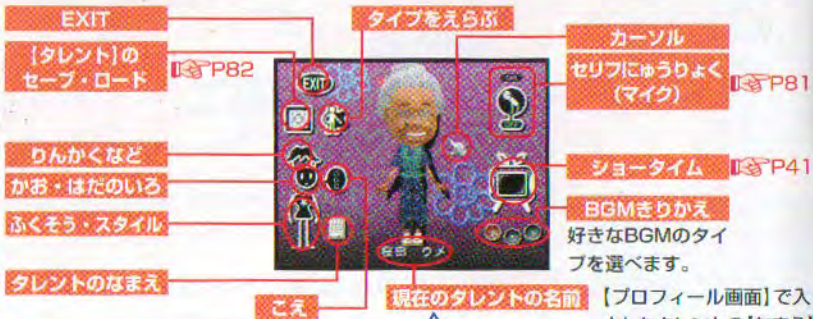 EXIT
タイプをえらぶ
【タレント】の
セーブ・ロード
P82
カーソル
セリフにゅうりょく
(マイク)
P81
EXIT
りんかくなど
かお・はだのいろ
ふくそう・スタイル
ショータイム
P41
BGMきりかえ
好きなBGMのタイ
プを選べます。
タレントのなまえ
こえ
ウメ
現在のタレントの名前
【プロフィール画面】で入